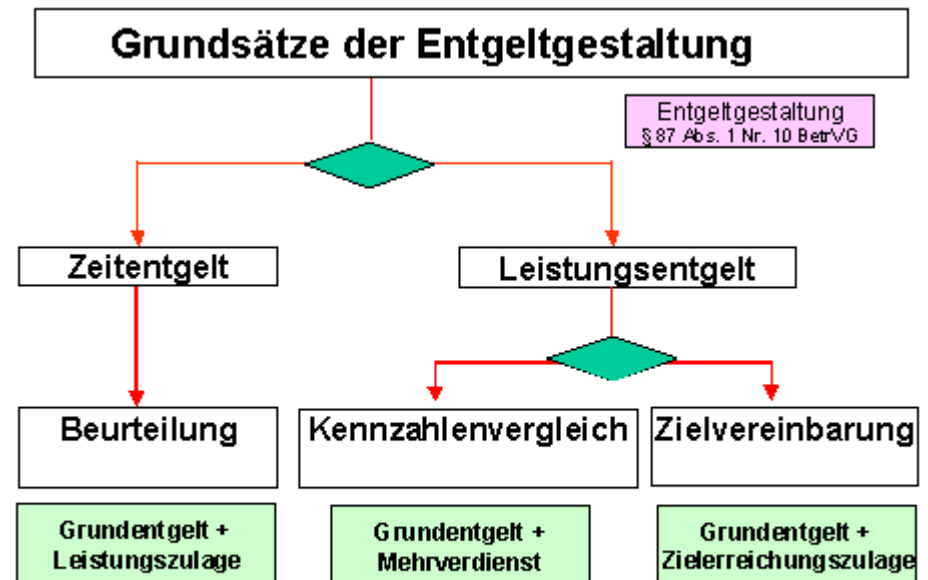 Grundsätze der Entgeltgestaltung
Entgeltgestaltung
§ 87 Abs. 1 Nr. 10 BetrVG
Zeitentgelt
Leistungsentgelt
Beurteilung
Kennzahlenvergleich
Zielvereinbarung
Grundentgelt +
Leistungszulage
Grundentgelt +
Mehrverdienst
Grundentgelt +
Zielerreichungszulage